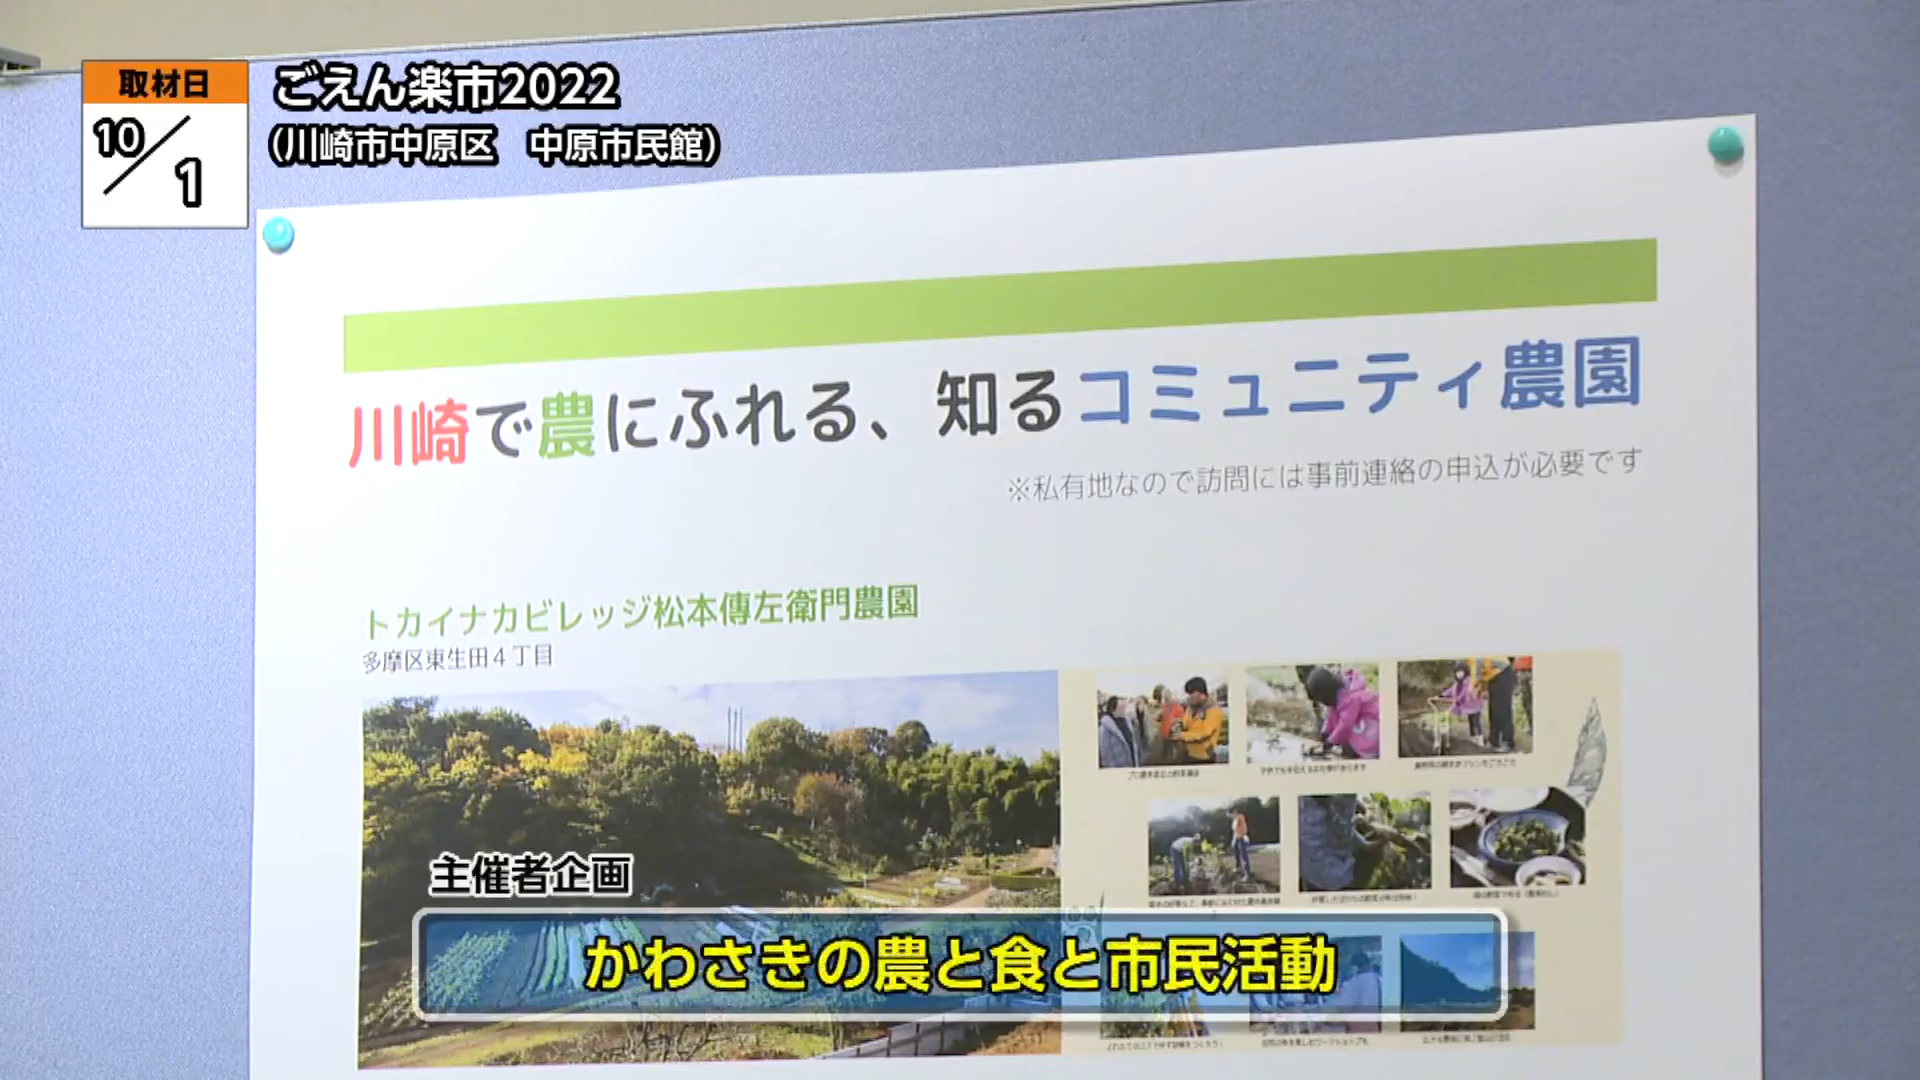 取材日
10/1
ごえん楽市2022
(川崎市中原区　中原市民館)
川崎で農にふれる、知るコミュニティ農園
※私有地なので訪問には事前連絡の申込が必要です
トカイナカビレッジ松本傳左衛門農園
多摩区東生田4丁目
主催者企画
かわさきの農と食と市民活動